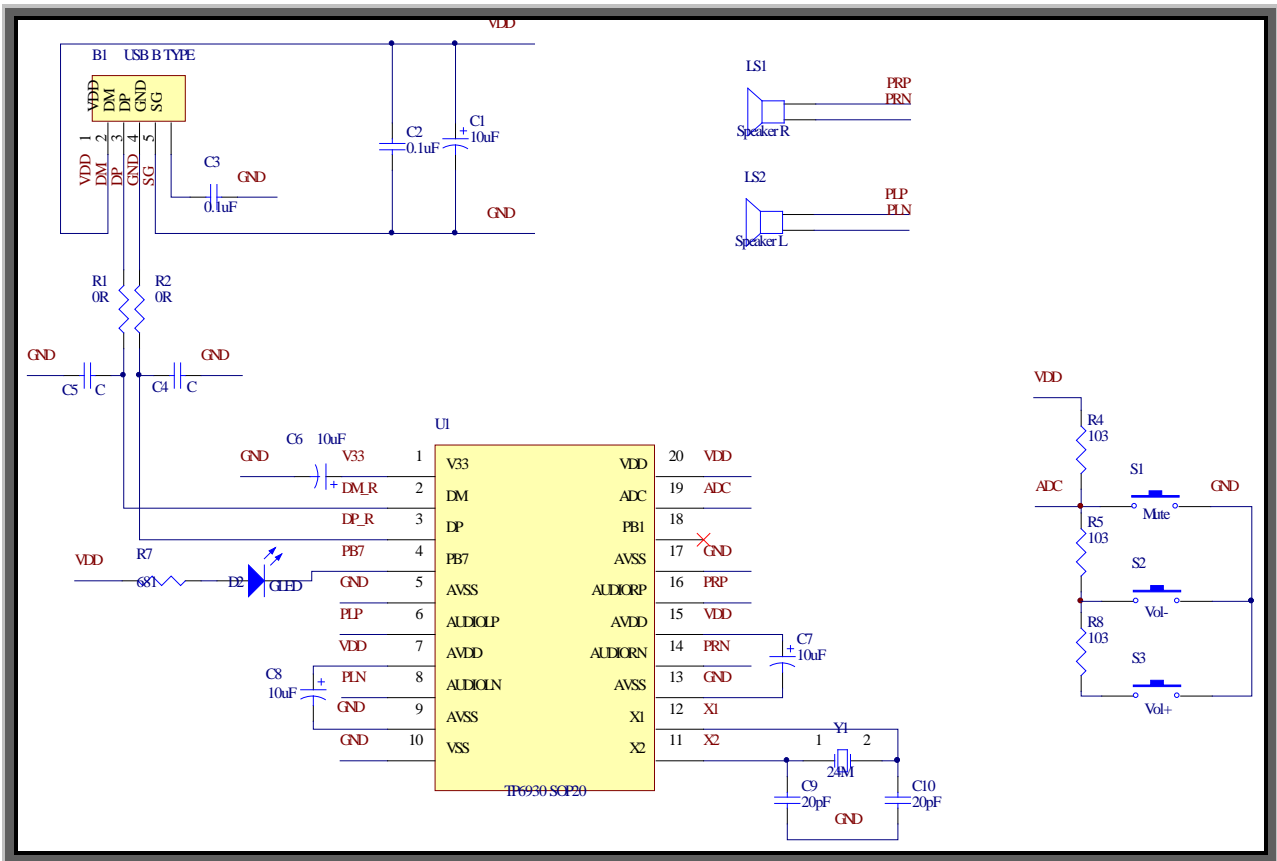 VDD
B1 USB B TYPE
VDD
DM
DP
GND
SG
1
2
3
4
5
VDD
DM
DP
GND
SG
C3
0.1uF
GND
C2
0.1uF
C1
+
10uF
GND
LS1
Speaker R
PRP
PRN
LS2
Speaker L
PLP
PLN
R1
0R
R2
0R
GND
C5
C
C4
C
GND
U1
C6
10uF
+
GND
V33
DM_R
DP_R
PB7
GND
PLP
VDD
PLN
GND
GND
1
2
3
4
5
6
7
8
9
10
V33
DM
DP
PB7
AVSS
AUDIOLP
AVDD
AUDIOLN
AVSS
VSS
VDD
ADC
PB1
AVSS
AUDIORP
AVDD
AUDIORN
AVSS
X1
X2
20
19
18
17
16
15
14
13
12
11
VDD
ADC
GND
PRP
VDD
PRN
GND
X1
X2
TP6930 SOP20
VDD
R7
681
D2
GLED
C8
10uF
+
C7
+
10uF
Y1
1
2
24M
C9
20pF
C10
20pF
GND
VDD
R4
103
ADC
R5
103
R8
103
S1
Mute
GND
S2
Vol-
S3
Vol+